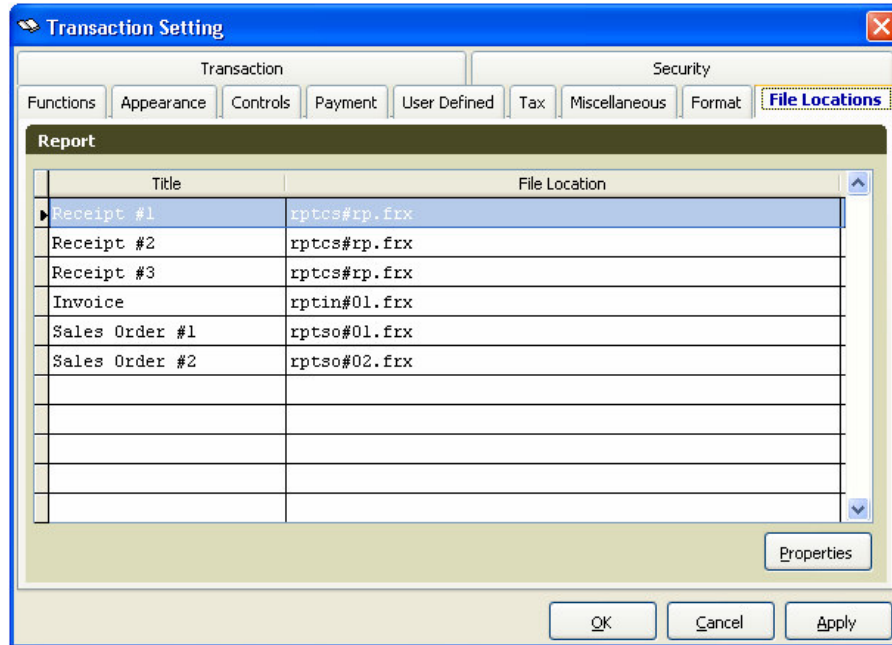 Transaction Setting
Transaction Security
Functions Appearance Controls Payment User Defined Tax Miscellaneous Format File Locations
Report
Title File Location
Receipt #1 rptcs#rp.frx
Receipt #2 rptcs#rp.frx
Receipt #3 rptcs#rp.frx
Invoice rptin#01.frx
Sales Order #1 rptso#01.frx
Sales Order #2 rptso#02.frx
Properties
OK Cancel Apply